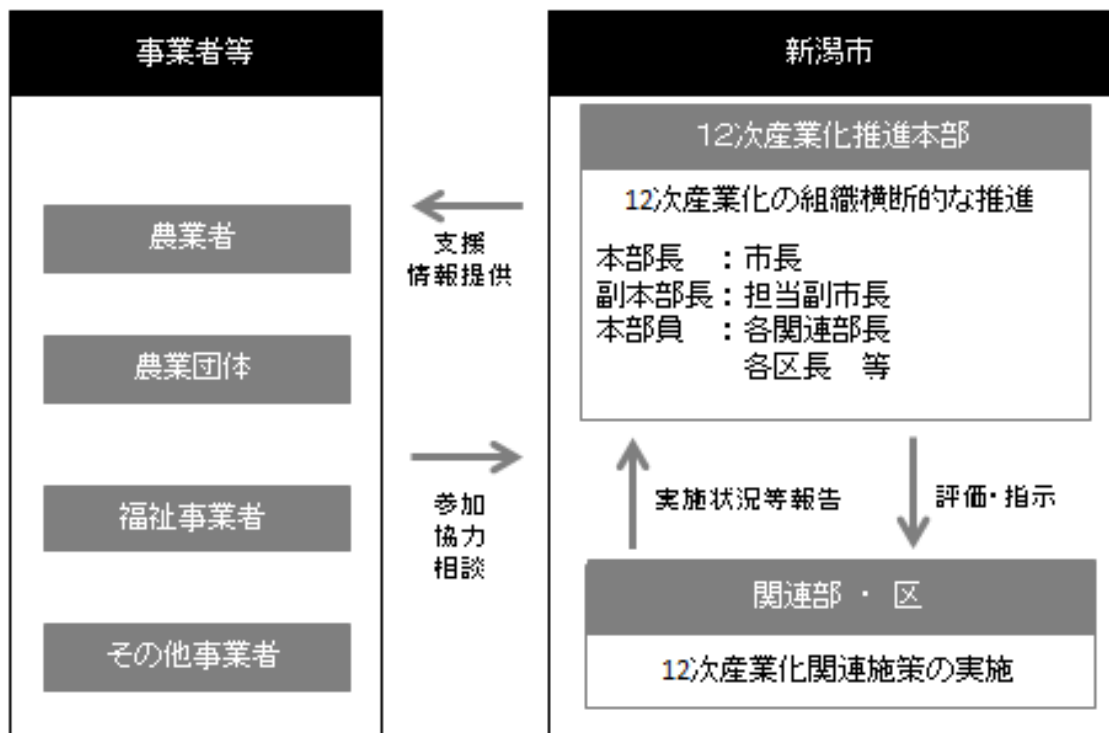 事業者等
農業者
農業団体
福祉事業者
その他事業者
支援
情報提供
参加
協力
相談
新潟市
12次産業化推進本部
12次産業化の組織横断的な推進
本部長 ：市長
副本部長：担当副市長
本部員 ：各関連部長
各区長 等
実施状況等報告
評価・指示
関連部 ・ 区
12次産業化関連施策の実施